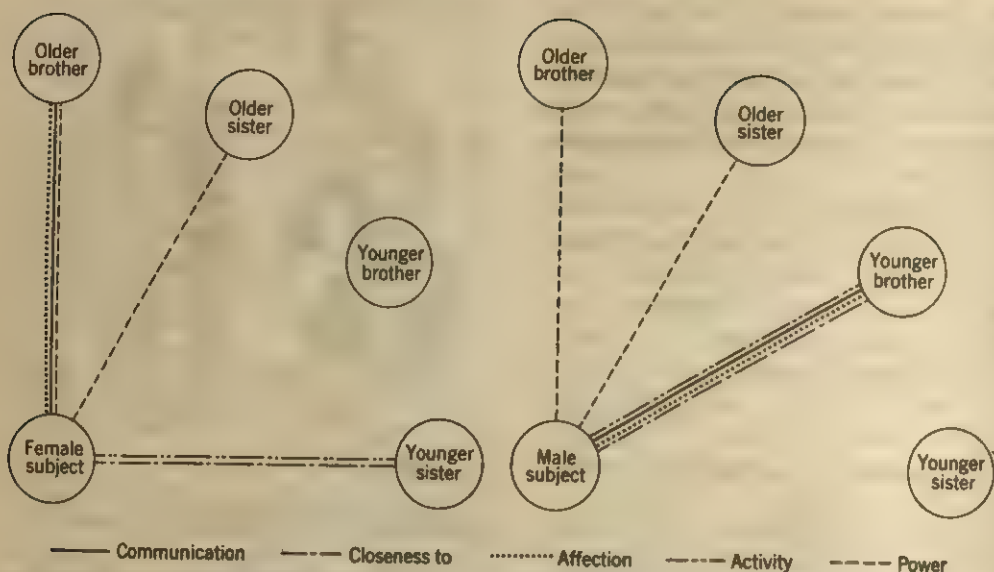 Older
brother
Older
sister
Younger
brother
Female
subject
Younger
sister
Older
brother
Older
sister
Younger
brother
Male
subject
Younger
sister
Communication Closeness to Affection Activity Power